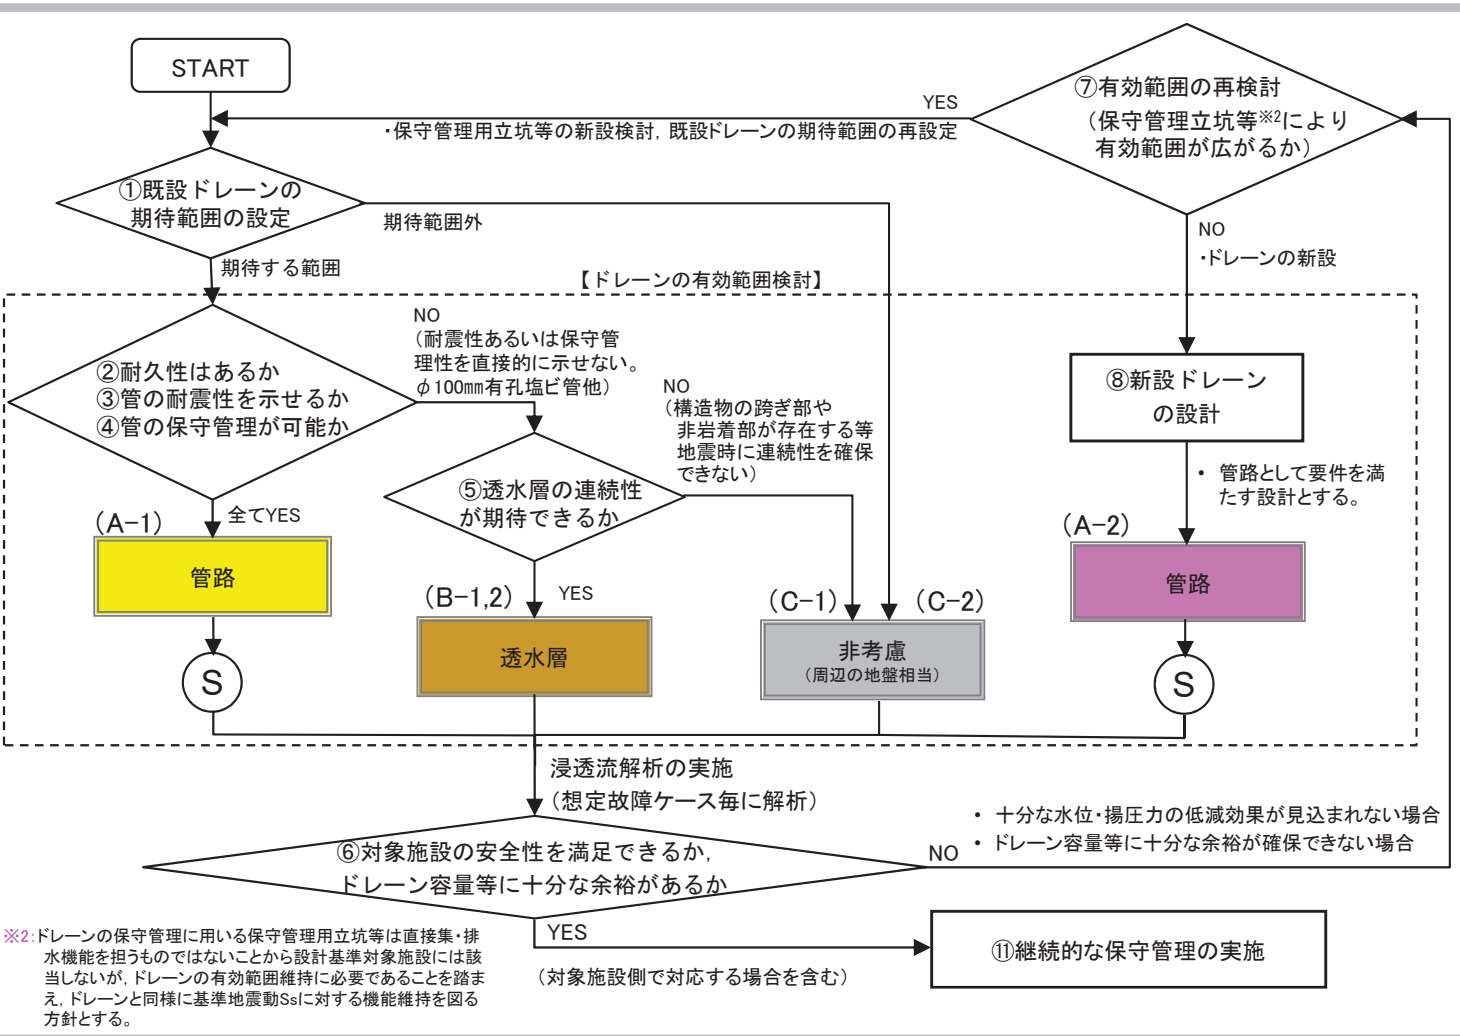 START
⑦有効範囲の再検討
(保守管理立坑等※2により
有効範囲が広がるか)
YES
・保守管理用立坑等の新設検討，既設ドレーンの期待範囲の再設定
①既設ドレーンの
期待範囲の設定
期待範囲外
期待する範囲
NO
・ドレーンの新設
【ドレーンの有効範囲検討】
②耐久性はあるか
③管の耐震性を示せるか
④管の保守管理が可能か
NO
(耐震性あるいは保守管
理性を直接的に示せない。
φ100mm有孔塩ビ管他)
NO
(構造物の跨ぎ部や
非岩着部が存在する等
地震時に連続性を確保
できない)
⑤透水層の連続性
が期待できるか
⑧新設ドレーン
の設計
• 管路として要件を満
たす設計とする。
全てYES
(A-1)
管路
(B-1,2)
YES
透水層
(C-1)
(C-2)
非考慮
(周辺の地盤相当)
(A-2)
管路
S
S
浸透流解析の実施
(想定故障ケース毎に解析)
⑥対象施設の安全性を満足できるか，
ドレーン容量等に十分な余裕があるか
NO
• 十分な水位・揚圧力の低減効果が見込まれない場合
• ドレーン容量等に十分な余裕が確保できない場合
YES
(対象施設側で対応する場合を含む)
⑪継続的な保守管理の実施
※2:ドレーンの保守管理に用いる保守管理用立坑等は直接集・排
水機能を担うものではないことから設計基準対象施設には該
当しないが，ドレーンの有効範囲維持に必要であることを踏ま
え，ドレーンと同様に基準地震動Ssに対する機能維持を図る
方針とする。